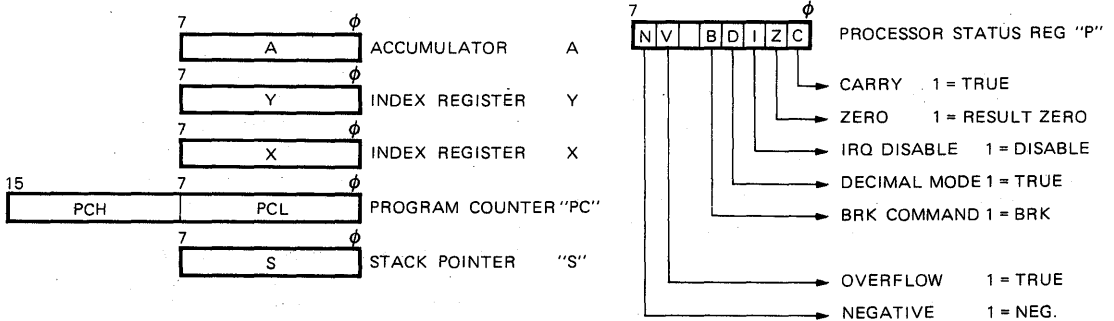 7 ϕ
A ACCUMULATOR A
7 ϕ
Y INDEX REGISTER Y
7 ϕ
X INDEX REGISTER X
15 7 ϕ
PCH PCL PROGRAM COUNTER "PC"
7 ϕ
S STACK POINTER "S"
7 ϕ
N V B D I Z C PROCESSOR STATUS REG "P"
CARRY 1 = TRUE
ZERO 1 = RESULT ZERO
IRQ DISABLE 1 = DISABLE
DECIMAL MODE 1 = TRUE
BRK COMMAND 1 = BRK
OVERFLOW 1 = TRUE
NEGATIVE 1 = NEG.